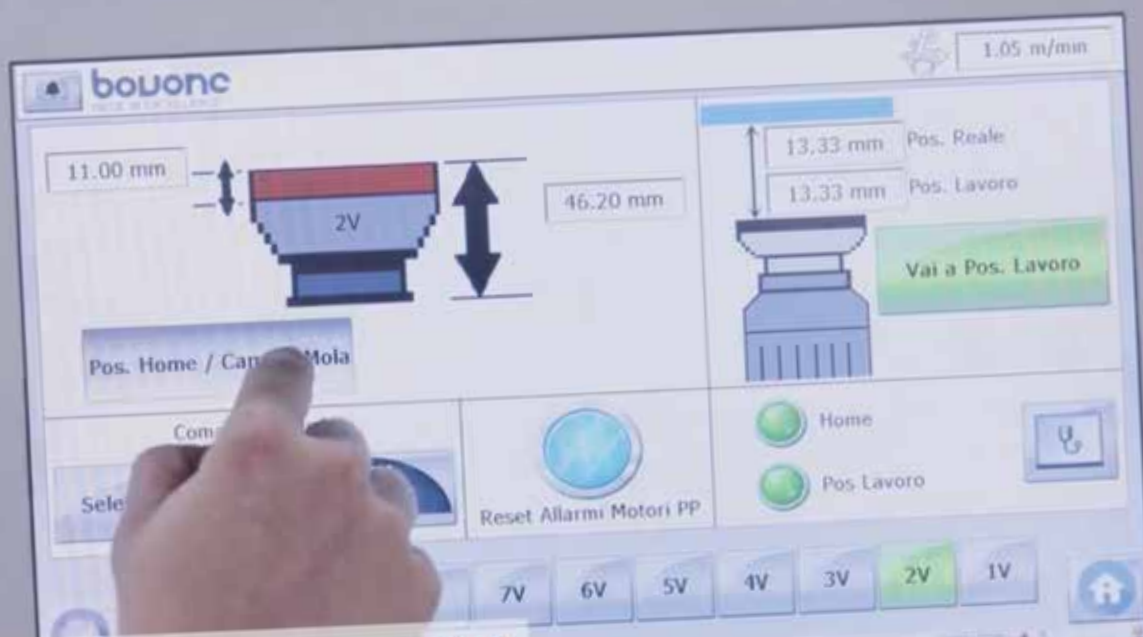 bovone
1.05 m/min
11.00 mm
2V
46.20 mm
13.33 mm Pos. Reale
13.33 mm Pos. Lavoro
Vai a Pos. Lavoro
Pos. Home / Mola
Home
Pos Lavoro
Reset Allarmi Motori PP
7V 6V 5V 4V 3V 2V 1V